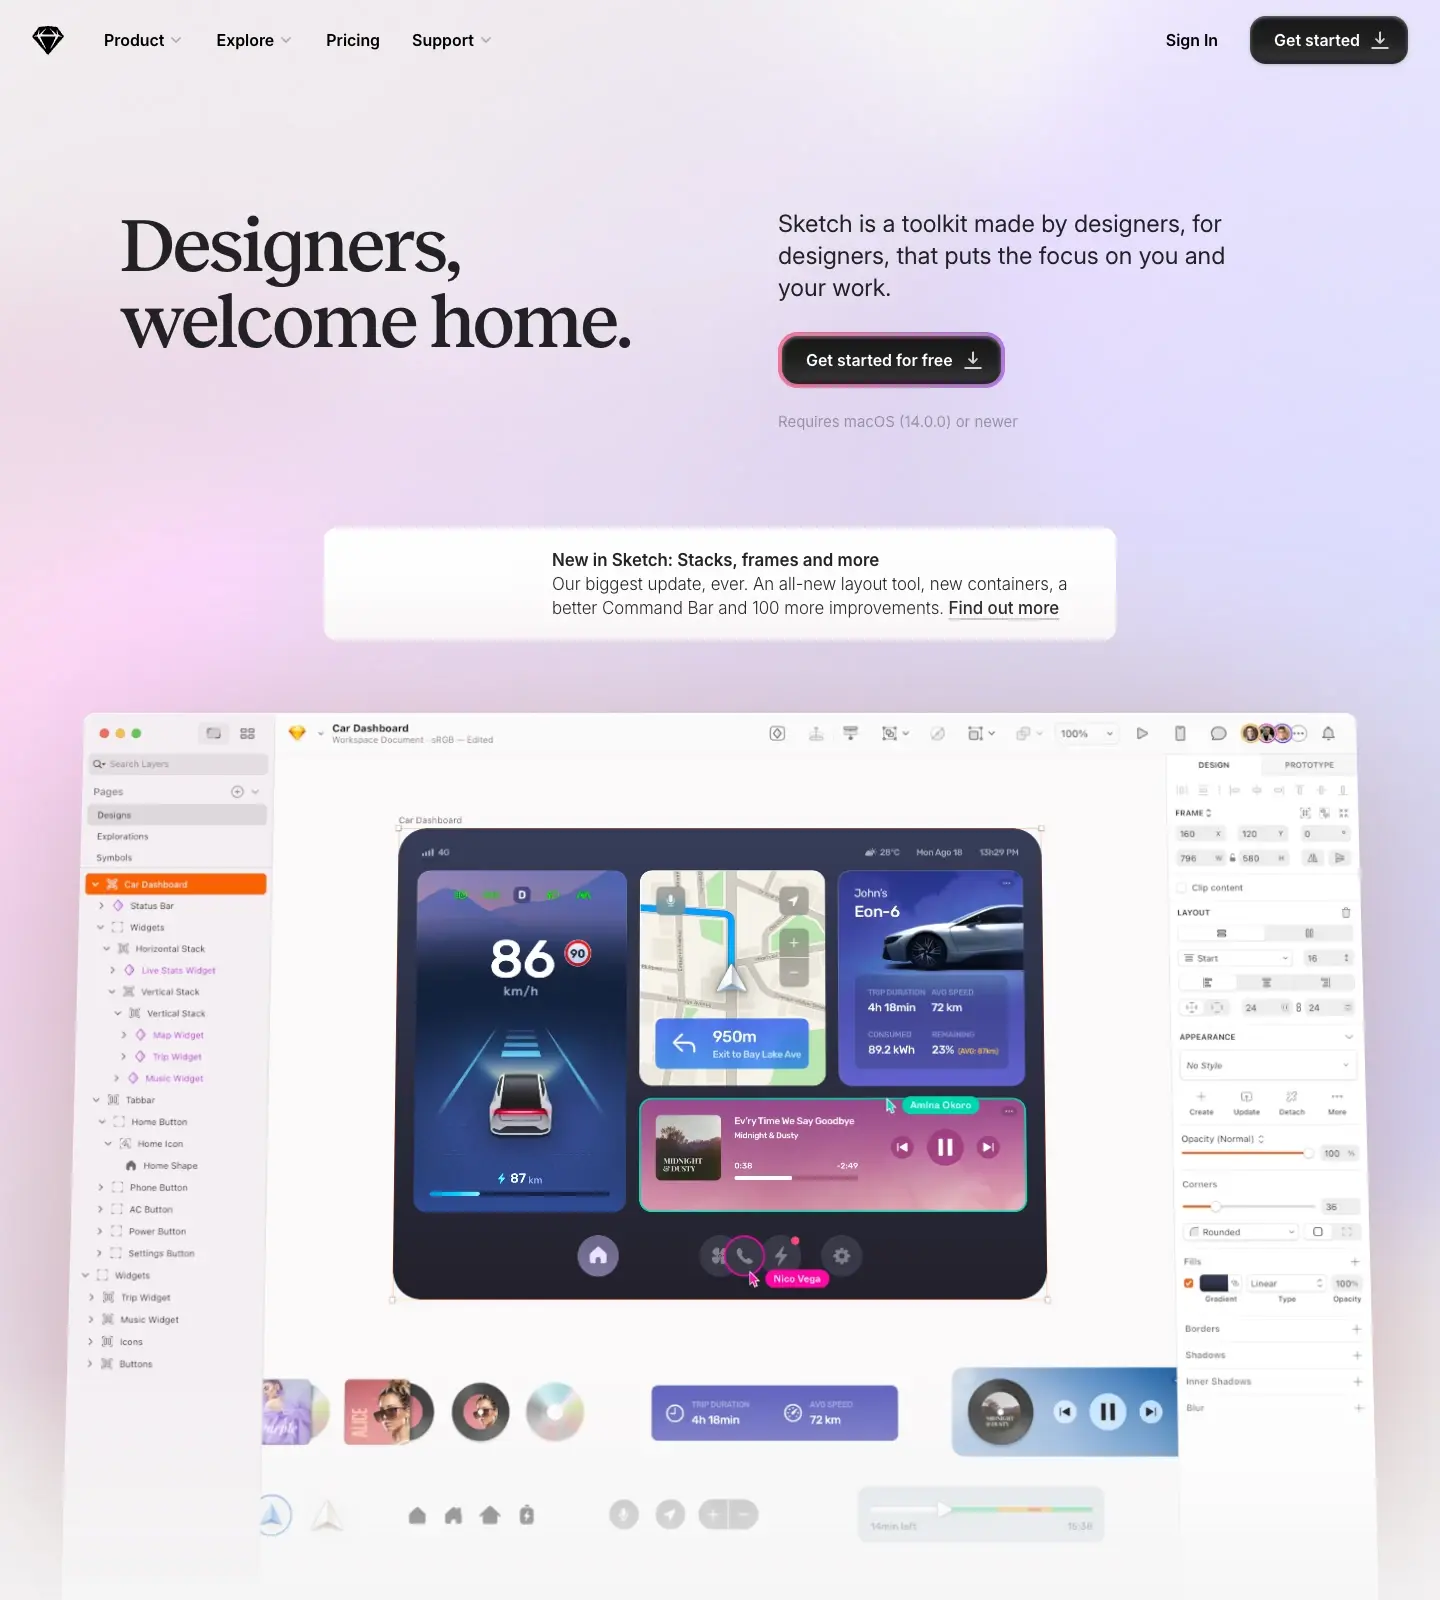 Product
Explore
Pricing
Support
Sign In
Get started
Designers,
welcome home.
Sketch is a toolkit made by designers, for
designers, that puts the focus on you and
your work.
Get started for free
Requires macOS (14.0.0) or newer
New in Sketch: Stacks, frames and more
Our biggest update, ever. An all-new layout tool, new containers, a
better Command Bar and 100 more improvements. Find out more
Car Dashboard
Workspace Document · sRGB — Edited
100%
Search Layers
Pages
Designs
Explorations
Symbols
Car Dashboard
Status Bar
Widgets
Horizontal Stack
Live Stats Widget
Vertical Stack
Vertical Stack
Map Widget
Trip Widget
Music Widget
Tabbar
Home Button
Home Icon
Home Shape
Phone Button
AC Button
Power Button
Settings Button
Widgets
Trip Widget
Music Widget
Icons
Buttons
Car Dashboard
4G
28°C
Mon Ago 18
13h29 PM
D
86
km/h
90
87 km
950m
Exit to Bay Lake Ave
John's
Eon-6
TRIP DURATION
AVG SPEED
4h 18min
72 km
CONSUMED
REMAINING
89.2 kWh
23% (AVG: 87km)
Amina Okoro
Ev'ry Time We Say Goodbye
Midnight & Dusty
MIDNIGHT
& DUSTY
0:38
-2:49
Nico Vega
ALICE
TRIP DURATION
4h 18min
AVG SPEED
72 km
14min left
15:38
DESIGN
PROTOTYPE
FRAME
160 X
120 Y
0 °
796 W
580 H
Clip content
LAYOUT
Start
16
24
24
APPEARANCE
No Style
Create
Update
Detach
More
Opacity (Normal)
100 %
Corners
36
Rounded
Fills
Linear
100%
Gradient
Type
Opacity
Borders
Shadows
Inner Shadows
Blur